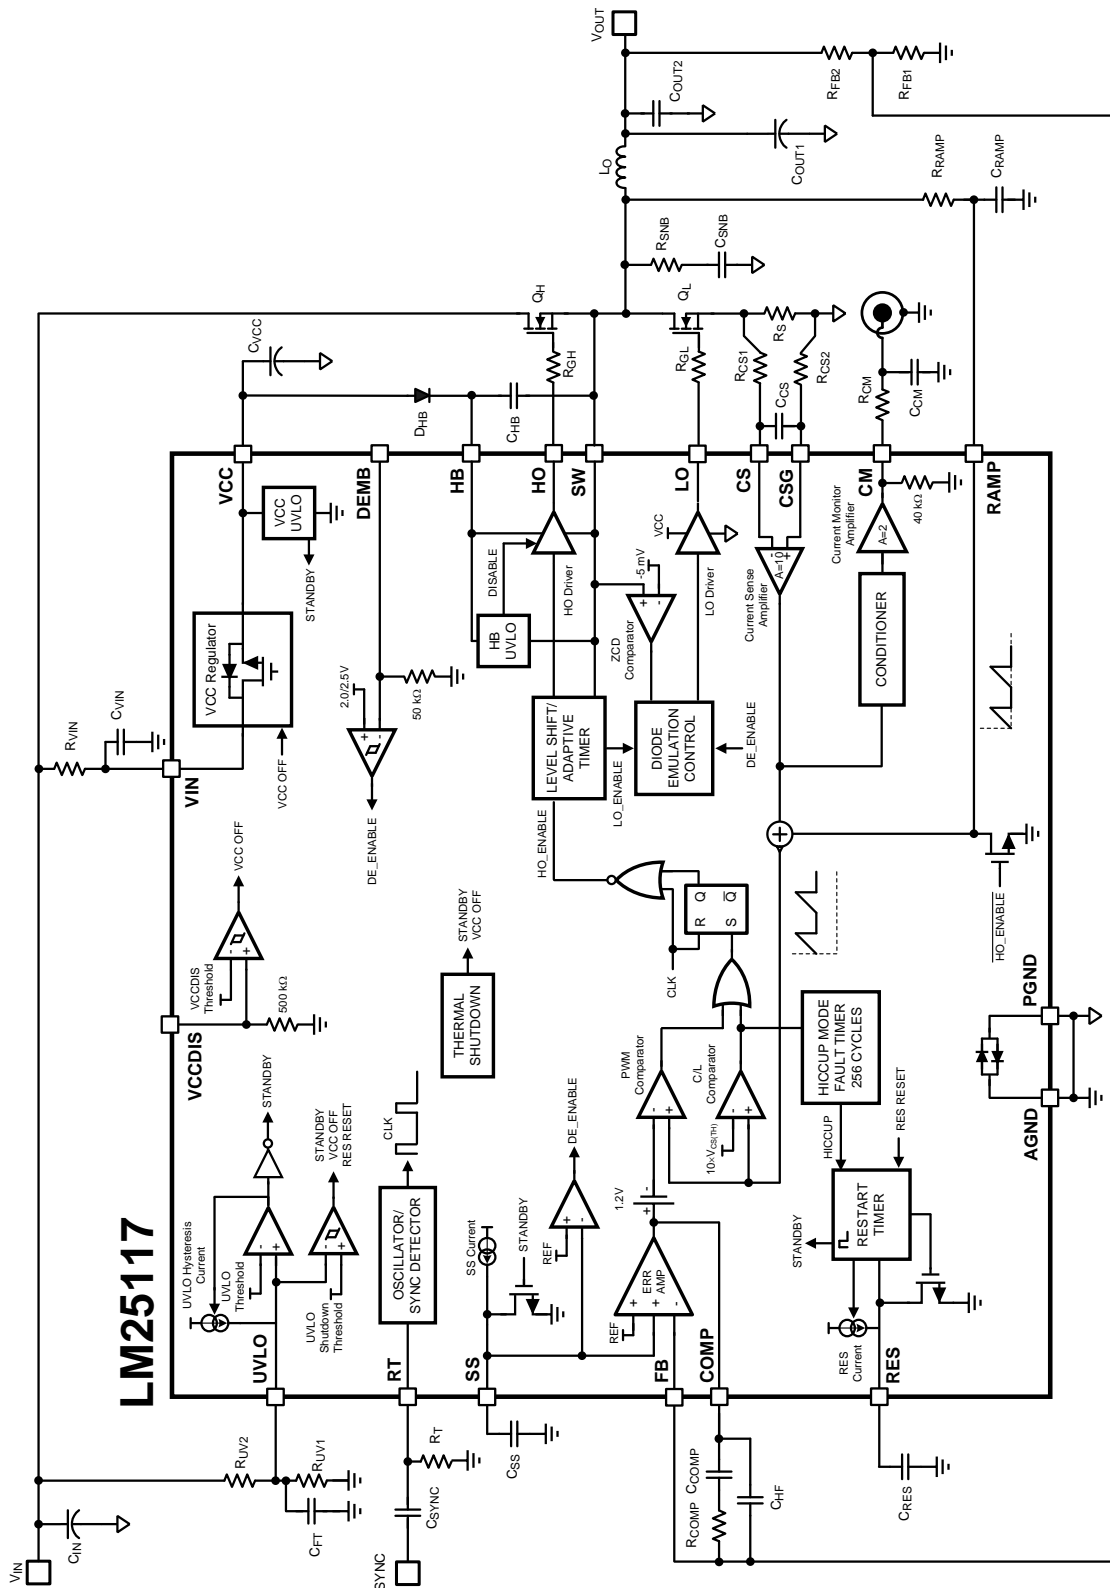 LM25117
VIN
CIN
RUV2
RUV1
CFT
SYNC
CSYNC
RT
CSS
RCOMP
CCOMP
CHF
CRES
UVLO
RT
SS
FB
COMP
RES
UVLO Hysteresis
Current
UVLO
Threshold
-
+
STANDBY
UVLO
Shutdown
Threshold
-
+
STANDBY
VCC OFF
RES RESET
OSCILLATOR/
SYNC DETECTOR
CLK
SS Current
STANDBY
REF
+
-
DE_ENABLE
REF
+
+
-
ERR
AMP
+
-
1.2V
PWM
Comparator
-
+
C/L
Comparator
-
+
10×VCS(TH)
HICCUP MODE
FAULT TIMER
256 CYCLES
HICCUP
RES RESET
RESTART
TIMER
STANDBY
RES
Current
VCCDIS
VCCDIS
Threshold
-
+
VCC OFF
500 kΩ
THERMAL
SHUTDOWN
STANDBY
VCC OFF
CLK
R
Q
S
Q
HO_ENABLE
VIN
RVIN
CVIN
VCC Regulator
VCC OFF
VCC
UVLO
STANDBY
VCC
CVCC
2.0/2.5V
+
-
DE_ENABLE
50 kΩ
DEMB
DHB
HB
UVLO
DISABLE
HB
CHB
LEVEL SHIFT/
ADAPTIVE
TIMER
HO Driver
HO
RGH
QH
SW
LO_ENABLE
DIODE
EMULATION
CONTROL
DE_ENABLE
ZCD
Comparator
+
-
-5 mV
VCC
LO Driver
LO
RGL
QL
RSNB
CSNB
LO
COUT1
COUT2
VOUT
RFB2
RFB1
RRAMP
CRAMP
CS
CSG
RCS1
CCS
RCS2
RS
Current Sense
Amplifier
A=10
-
+
CONDITIONER
Current Monitor
Amplifier
A=2
40 kΩ
CM
RCM
CCM
RAMP
+
HO_ENABLE
AGND
PGND